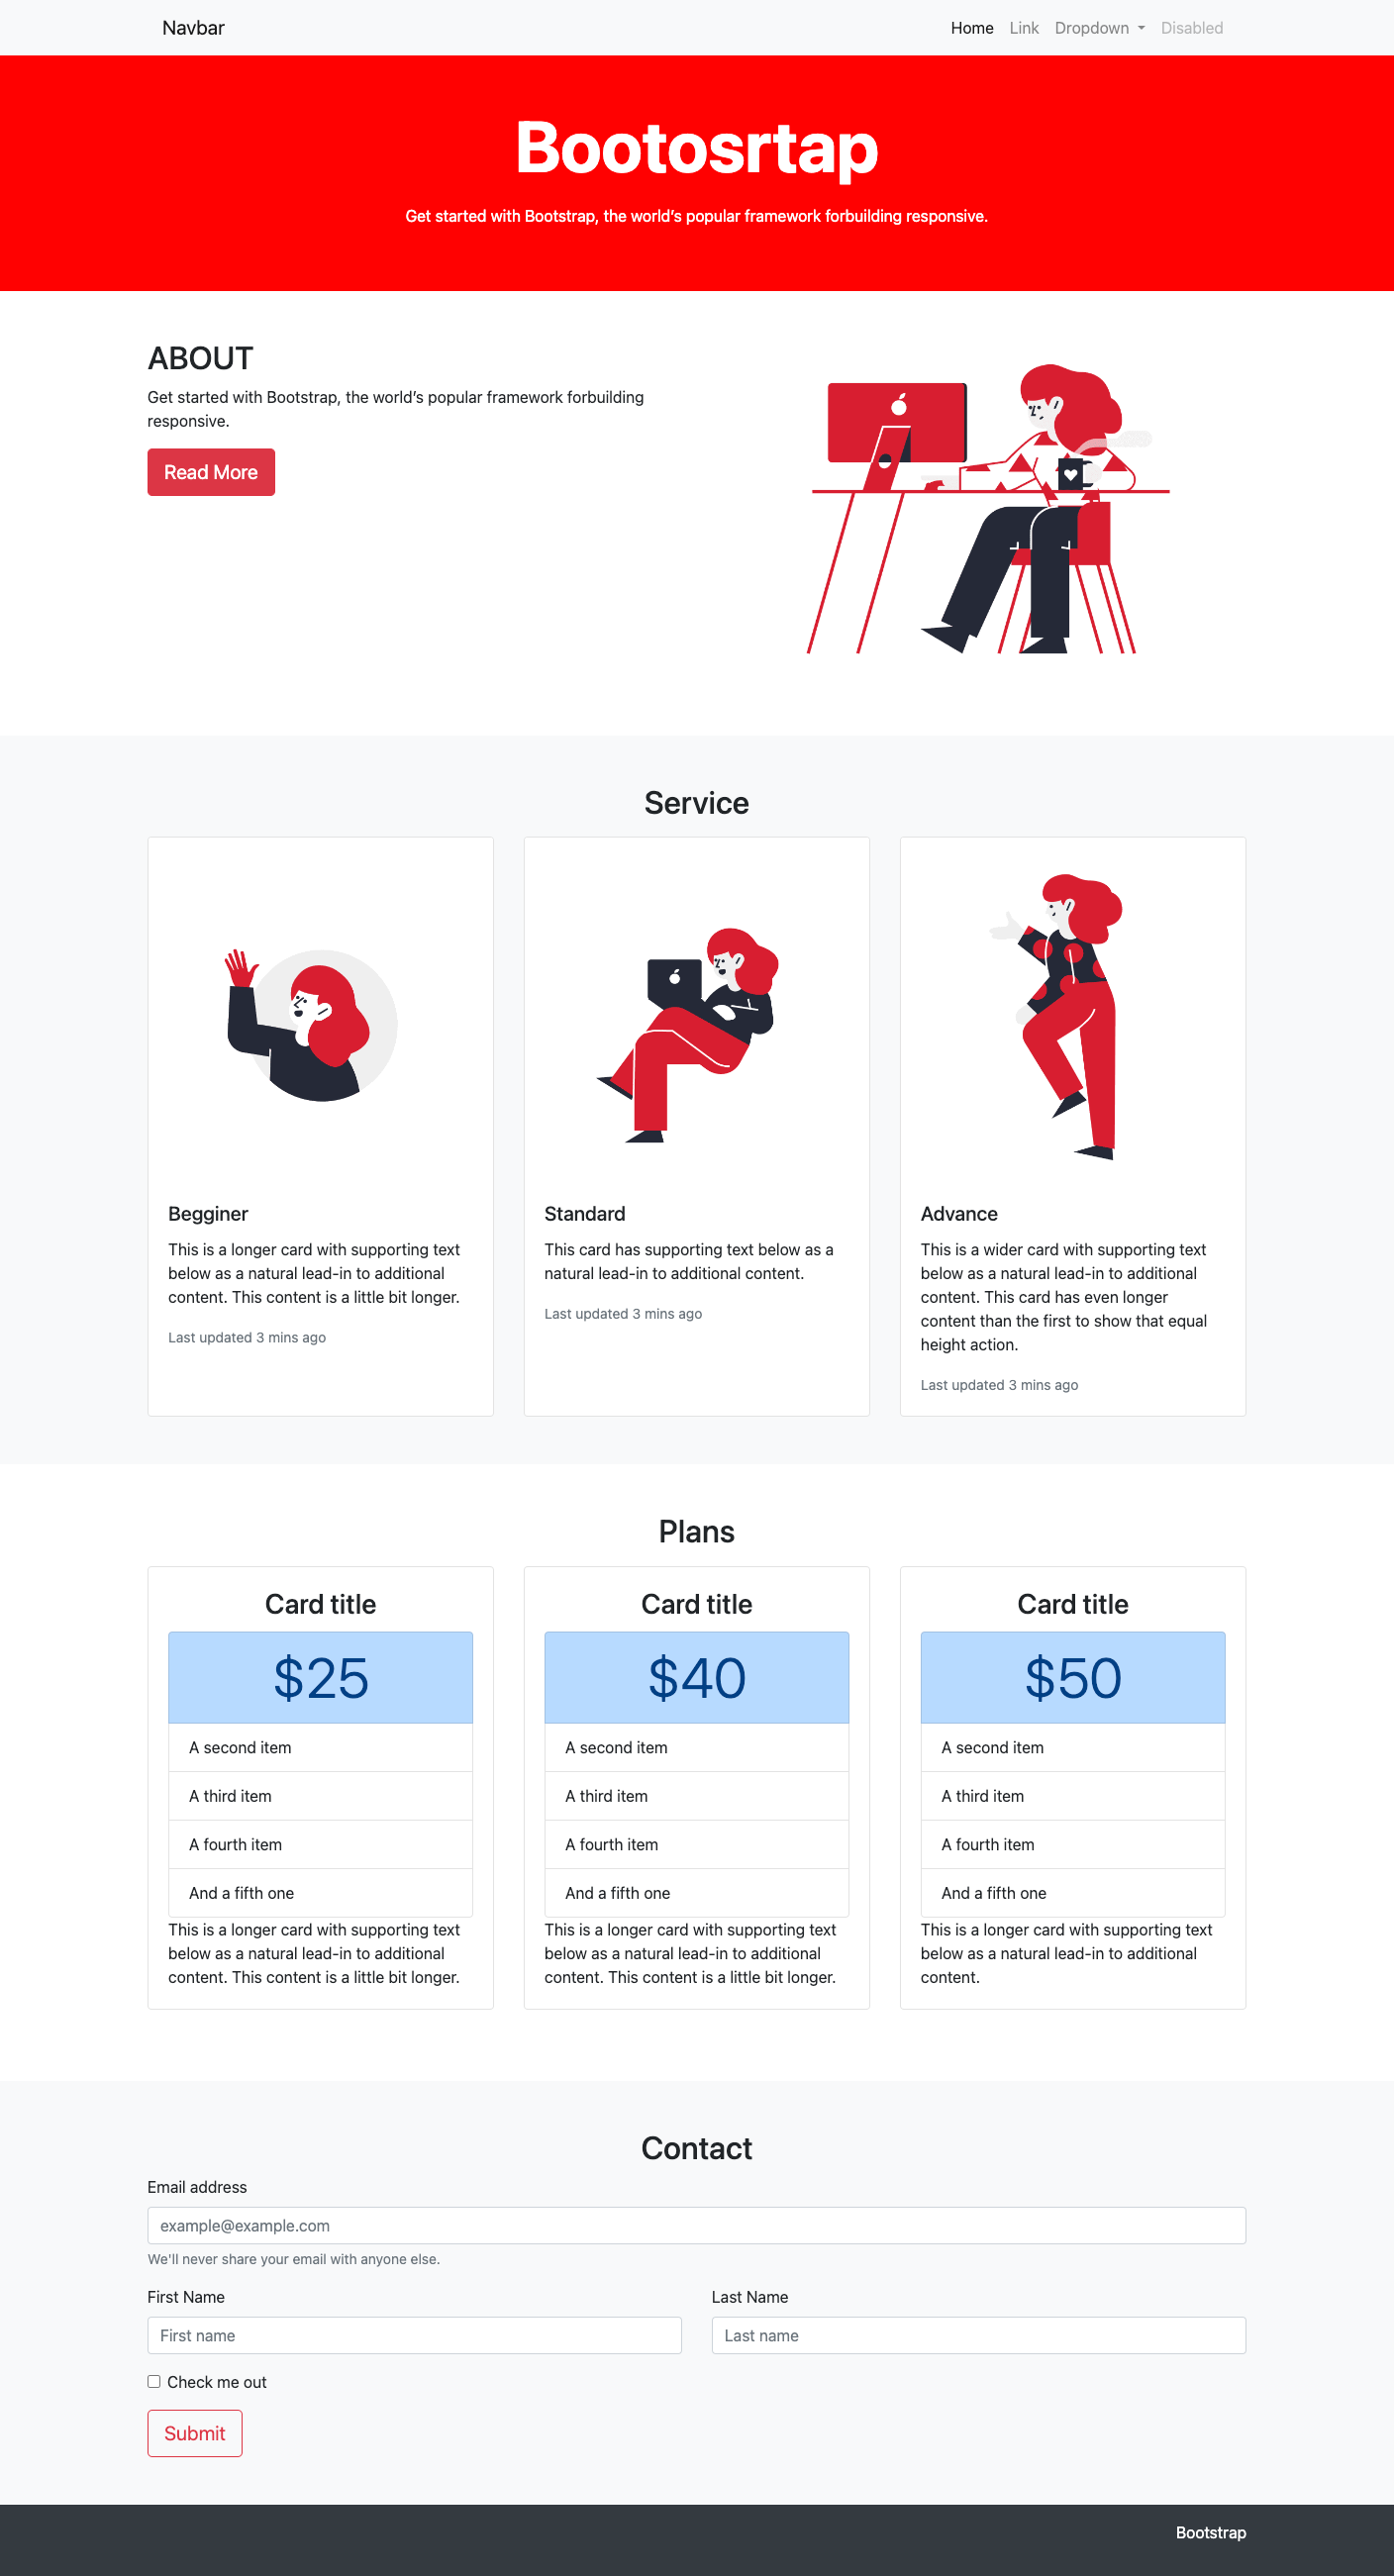 Navbar
Home Link Dropdown Disabled
Bootosrtap
Get started with Bootstrap, the world’s popular framework forbuilding responsive.
ABOUT
Get started with Bootstrap, the world’s popular framework forbuilding
responsive.
Read More
Service
Begginer
This is a longer card with supporting text
below as a natural lead-in to additional
content. This content is a little bit longer.
Last updated 3 mins ago
Standard
This card has supporting text below as a
natural lead-in to additional content.
Last updated 3 mins ago
Advance
This is a wider card with supporting text
below as a natural lead-in to additional
content. This card has even longer
content than the first to show that equal
height action.
Last updated 3 mins ago
Plans
Card title
$25
A second item
A third item
A fourth item
And a fifth one
This is a longer card with supporting text
below as a natural lead-in to additional
content. This content is a little bit longer.
Card title
$40
A second item
A third item
A fourth item
And a fifth one
This is a longer card with supporting text
below as a natural lead-in to additional
content. This content is a little bit longer.
Card title
$50
A second item
A third item
A fourth item
And a fifth one
This is a longer card with supporting text
below as a natural lead-in to additional
content.
Contact
Email address
example@example.com
We'll never share your email with anyone else.
First Name
First name
Last Name
Last name
Check me out
Submit
Bootstrap